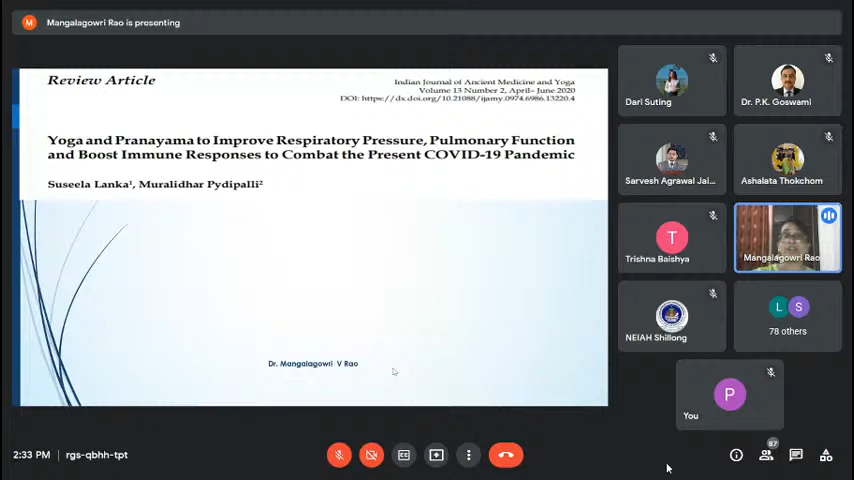 M Mangalagowri Rao is presenting
Review Article
Indian Journal of Ancient Medicine and Yoga
Volume 13 Number 2, April– June 2020
DOI: https://dx.doi.org/10.21088/ijamy.0974.6986.13220.4
Yoga and Pranayama to Improve Respiratory Pressure, Pulmonary Function
and Boost Immune Responses to Combat the Present COVID-19 Pandemic
Suseela Lanka¹, Muralidhar Pydipalli²
Dr. Mangalagowri V Rao
Dari Suting
Dr. P.K. Goswami
Sarvesh Agrawal Jai...
Ashalata Thokchom
T
Trishna Baishya
Mangalagowri Rao
NEIAH Shillong
L S
78 others
P
You
2:33 PM | rgs-qbhh-tpt
CC
87